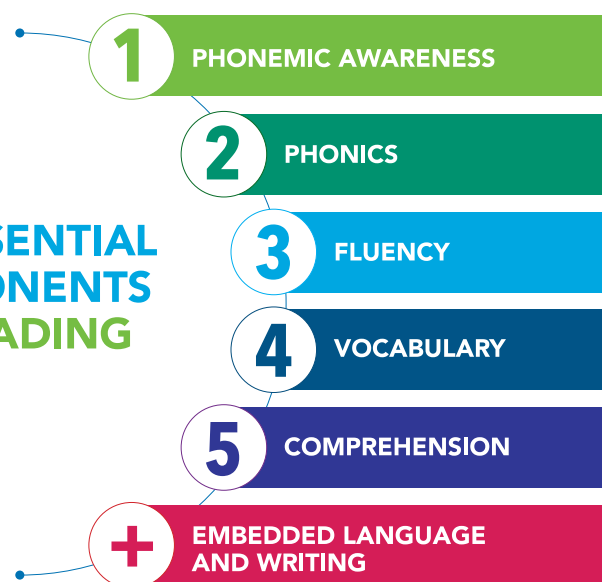 1 PHONEMIC AWARENESS
2 PHONICS
SENTIAL
ONENTS
ADING
3 FLUENCY
4 VOCABULARY
5 COMPREHENSION
+ EMBEDDED LANGUAGE
AND WRITING